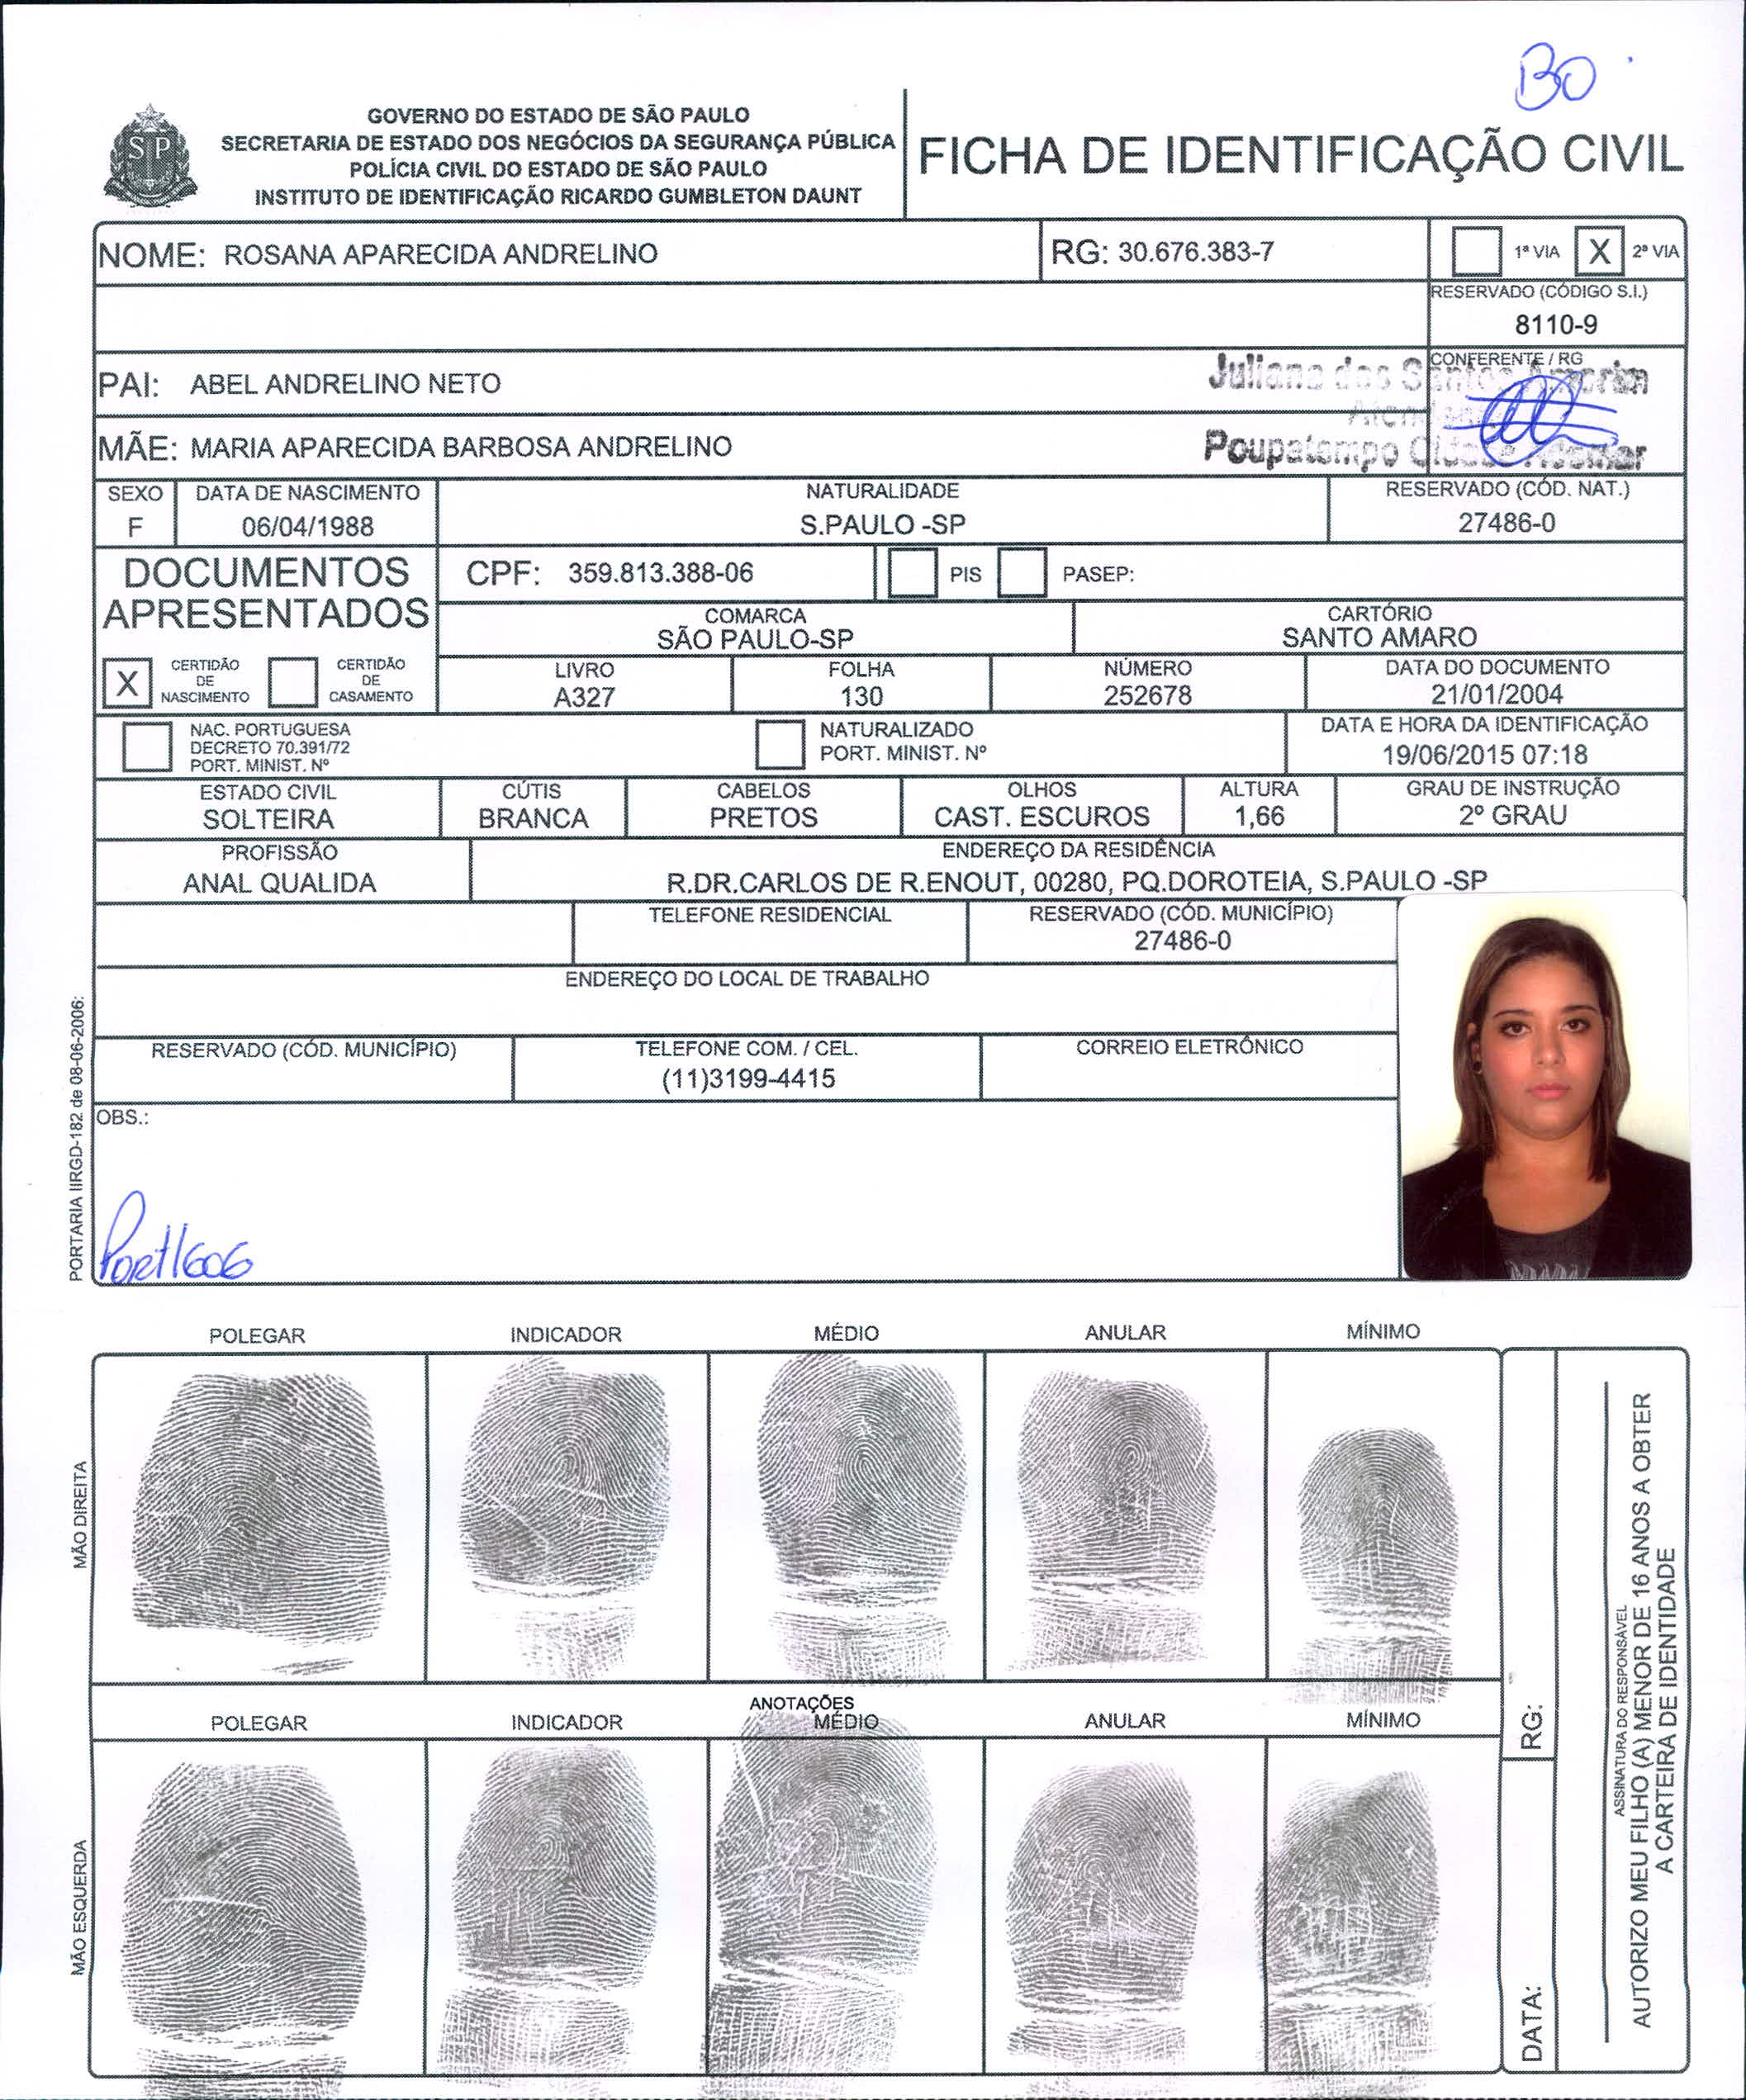 BO
GOVERNO DO ESTADO DE SÃO PAULO
SECRETARIA DE ESTADO DOS NEGÓCIOS DA SEGURANÇA PÚBLICA
POLÍCIA CIVIL DO ESTADO DE SÃO PAULO
INSTITUTO DE IDENTIFICAÇÃO RICARDO GUMBLETON DAUNT
SP
FICHA DE IDENTIFICAÇÃO CIVIL
NOME: ROSANA APARECIDA ANDRELINO
RG: 30.676.383-7
1ª VIA X 2ª VIA
RESERVADO (CÓDIGO S.I.)
8110-9
PAI: ABEL ANDRELINO NETO
CONFERENTE / RG
Juliana dos Santos Amorim
MÃE: MARIA APARECIDA BARBOSA ANDRELINO
Poupatempo Cidade Ademar
SEXO
F
DATA DE NASCIMENTO
06/04/1988
NATURALIDADE
S.PAULO -SP
RESERVADO (CÓD. NAT.)
27486-0
DOCUMENTOS
APRESENTADOS
CPF: 359.813.388-06
PIS
PASEP:
COMARCA
SÃO PAULO-SP
CARTÓRIO
SANTO AMARO
X CERTIDÃO
DE
NASCIMENTO
CERTIDÃO
DE
CASAMENTO
LIVRO
A327
FOLHA
130
NÚMERO
252678
DATA DO DOCUMENTO
21/01/2004
NAC. PORTUGUESA
DECRETO 70.391/72
PORT. MINIST. Nº
NATURALIZADO
PORT. MINIST. Nº
DATA E HORA DA IDENTIFICAÇÃO
19/06/2015 07:18
ESTADO CIVIL
SOLTEIRA
CÚTIS
BRANCA
CABELOS
PRETOS
OLHOS
CAST. ESCUROS
ALTURA
1,66
GRAU DE INSTRUÇÃO
2º GRAU
PROFISSÃO
ANAL QUALIDA
ENDEREÇO DA RESIDÊNCIA
R.DR.CARLOS DE R.ENOUT, 00280, PQ.DOROTEIA, S.PAULO -SP
TELEFONE RESIDENCIAL
RESERVADO (CÓD. MUNICÍPIO)
27486-0
ENDEREÇO DO LOCAL DE TRABALHO
RESERVADO (CÓD. MUNICÍPIO)
TELEFONE COM. / CEL.
(11)3199-4415
CORREIO ELETRÔNICO
OBS.:
Port1606
PORTARIA IIRGD-182 de 08-06-2006:
POLEGAR INDICADOR MÉDIO ANULAR MÍNIMO
MÃO DIREITA
ANOTAÇÕES
POLEGAR INDICADOR MÉDIO ANULAR MÍNIMO
MÃO ESQUERDA
RG:
DATA:
ASSINATURA DO RESPONSÁVEL
AUTORIZO MEU FILHO (A) MENOR DE 16 ANOS A OBTER
A CARTEIRA DE IDENTIDADE